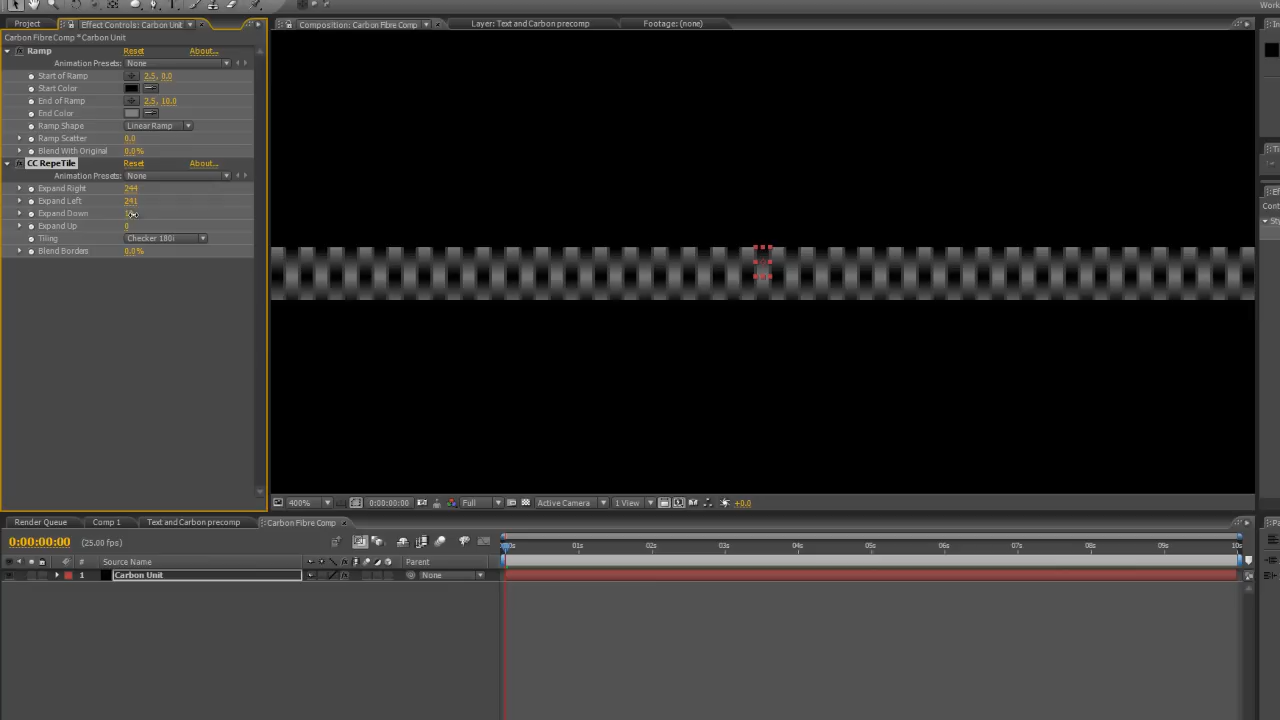 Work
Project
Effect Controls: Carbon Unit
Composition: Carbon Fibre Comp
Layer: Text and Carbon precomp
Footage: (none)
Carbon Fibre Comp * Carbon Unit
Ramp Reset About...
Animation Presets: None
Start of Ramp 2.5, 0.0
Start Color
End of Ramp 2.5, 10.0
End Color
Ramp Shape Linear Ramp
Ramp Scatter 0.0
Blend With Original 0.0%
CC RepeTile Reset About...
Animation Presets: None
Expand Right 244
Expand Left 241
Expand Down
Expand Up 0
Tiling Checker 180i
Blend Borders 0.0%
400% 0:00:00:00 Full Active Camera 1 View +0.0
Render Queue Comp 1 Text and Carbon precomp Carbon Fibre Comp
0:00:00:00 (25.00 fps)
01s 02s 03s 04s 05s 06s 07s 08s 09s 10s
# Source Name Parent
1 Carbon Unit None